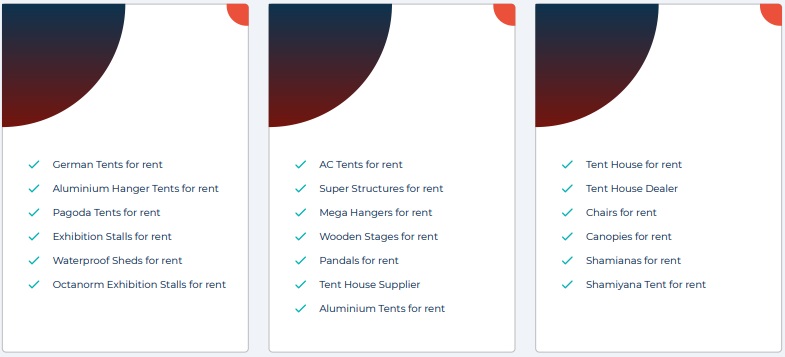 German Tents for rent
Aluminium Hanger Tents for rent
Pagoda Tents for rent
Exhibition Stalls for rent
Waterproof Sheds for rent
Octanorm Exhibition Stalls for rent
AC Tents for rent
Super Structures for rent
Mega Hangers for rent
Wooden Stages for rent
Pandals for rent
Tent House Supplier
Aluminium Tents for rent
Tent House for rent
Tent House Dealer
Chairs for rent
Canopies for rent
Shamianas for rent
Shamiyana Tent for rent